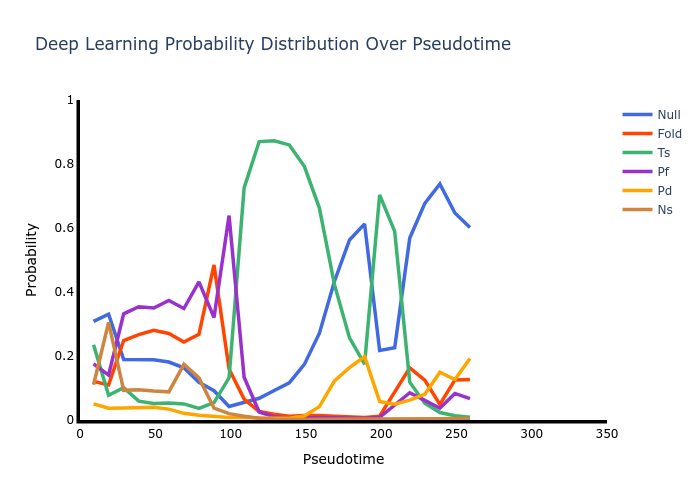 Deep Learning Probability Distribution Over Pseudotime
Probability
1
0.8
0.6
0.4
0.2
0
0 50 100 150 200 250 300 350
Pseudotime
Null
Fold
Ts
Pf
Pd
Ns